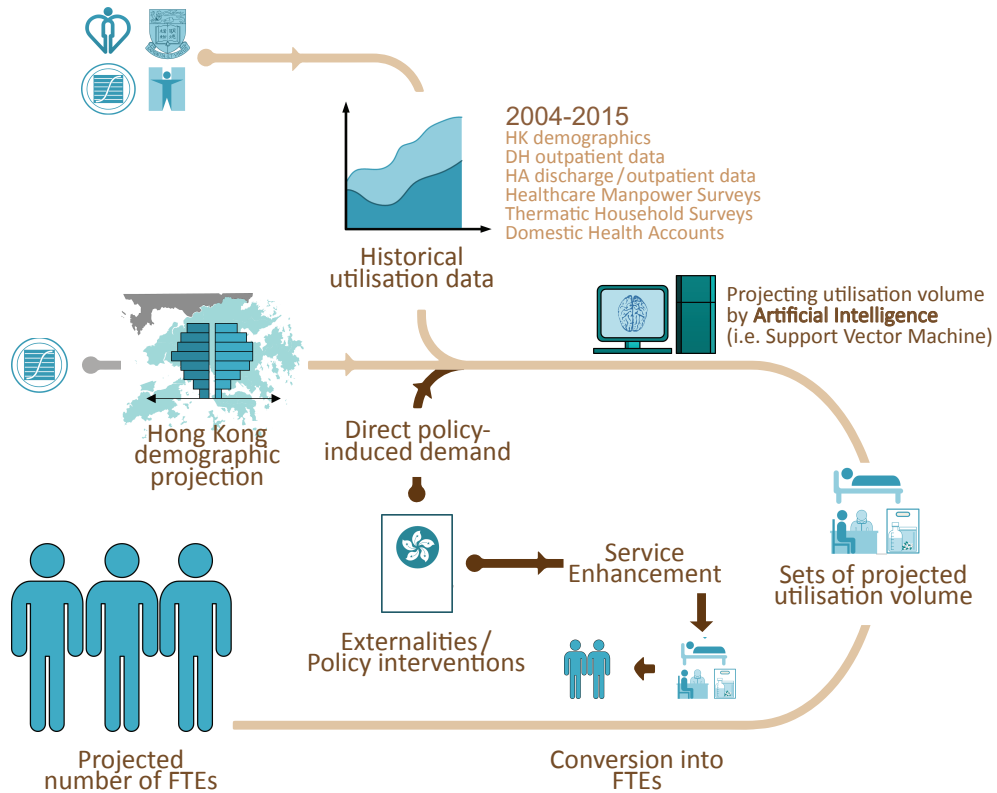 2004-2015
HK demographics
DH outpatient data
HA discharge/outpatient data
Healthcare Manpower Surveys
Thermatic Household Surveys
Domestic Health Accounts
Historical
utilisation data
Projecting utilisation volume
by Artificial Intelligence
(i.e. Support Vector Machine)
Hong Kong
demographic
projection
Direct policy-
induced demand
Service
Enhancement
Sets of projected
utilisation volume
Externalities/
Policy interventions
Projected
number of FTEs
Conversion into
FTEs